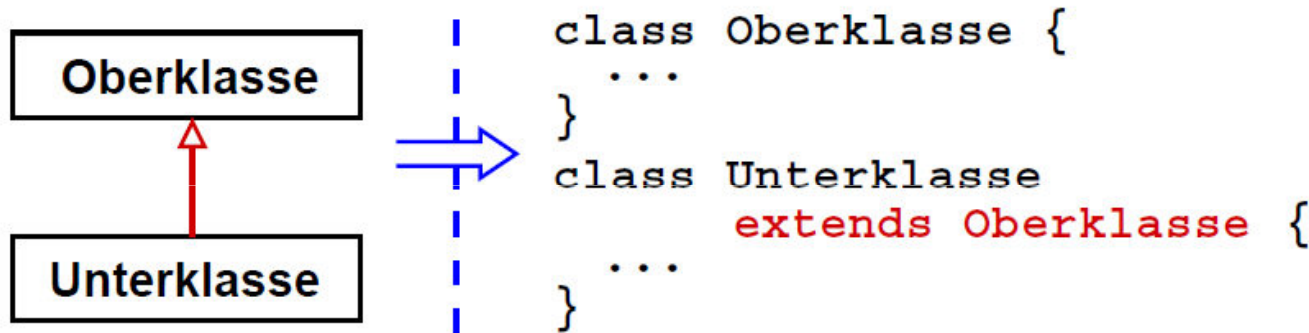 Oberklasse
Unterklasse
class Oberklasse {
...
}
class Unterklasse
extends Oberklasse {
...
}